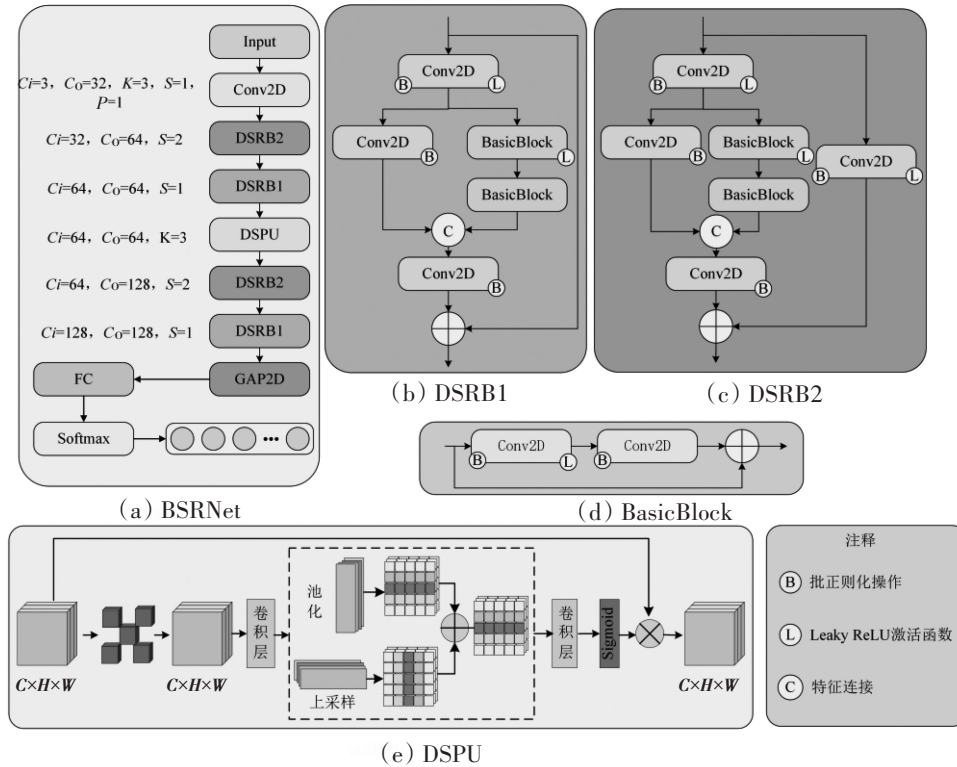 Input
Ci=3，Co=32，K=3，S=1，
P=1
Conv2D
Ci=32，Co=64，S=2
DSRB2
Ci=64，Co=64，S=1
DSRB1
Ci=64，Co=64，K=3
DSPU
Ci=64，Co=128，S=2
DSRB2
Ci=128，Co=128，S=1
DSRB1
FC
GAP2D
Softmax
(a) BSRNet
Conv2D
B
L
Conv2D
B
BasicBlock
L
BasicBlock
C
Conv2D
B
(b) DSRB1
Conv2D
B
L
Conv2D
B
BasicBlock
L
BasicBlock
Conv2D
B
L
C
Conv2D
B
(c) DSRB2
Conv2D
B
L
Conv2D
B
(d) BasicBlock
C×H×W
C×H×W
卷积层
池化
上采样
卷积层
Sigmoid
C×H×W
(e) DSPU
注释
B 批正则化操作
L Leaky ReLU激活函数
C 特征连接